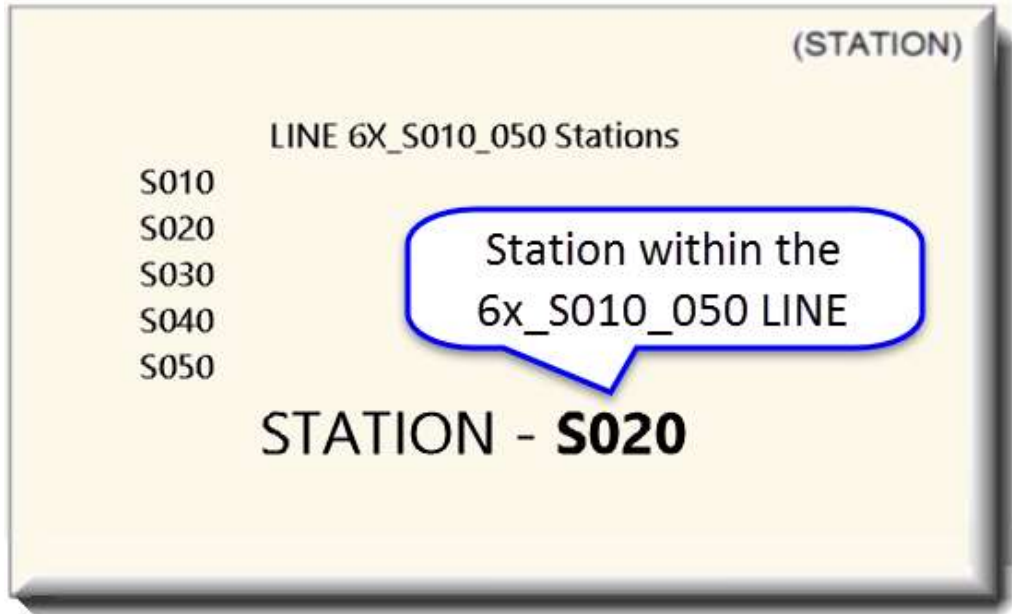 (STATION)
LINE 6X_S010_050 Stations
S010
S020
S030
S040
S050
Station within the
6x_S010_050 LINE
STATION - S020